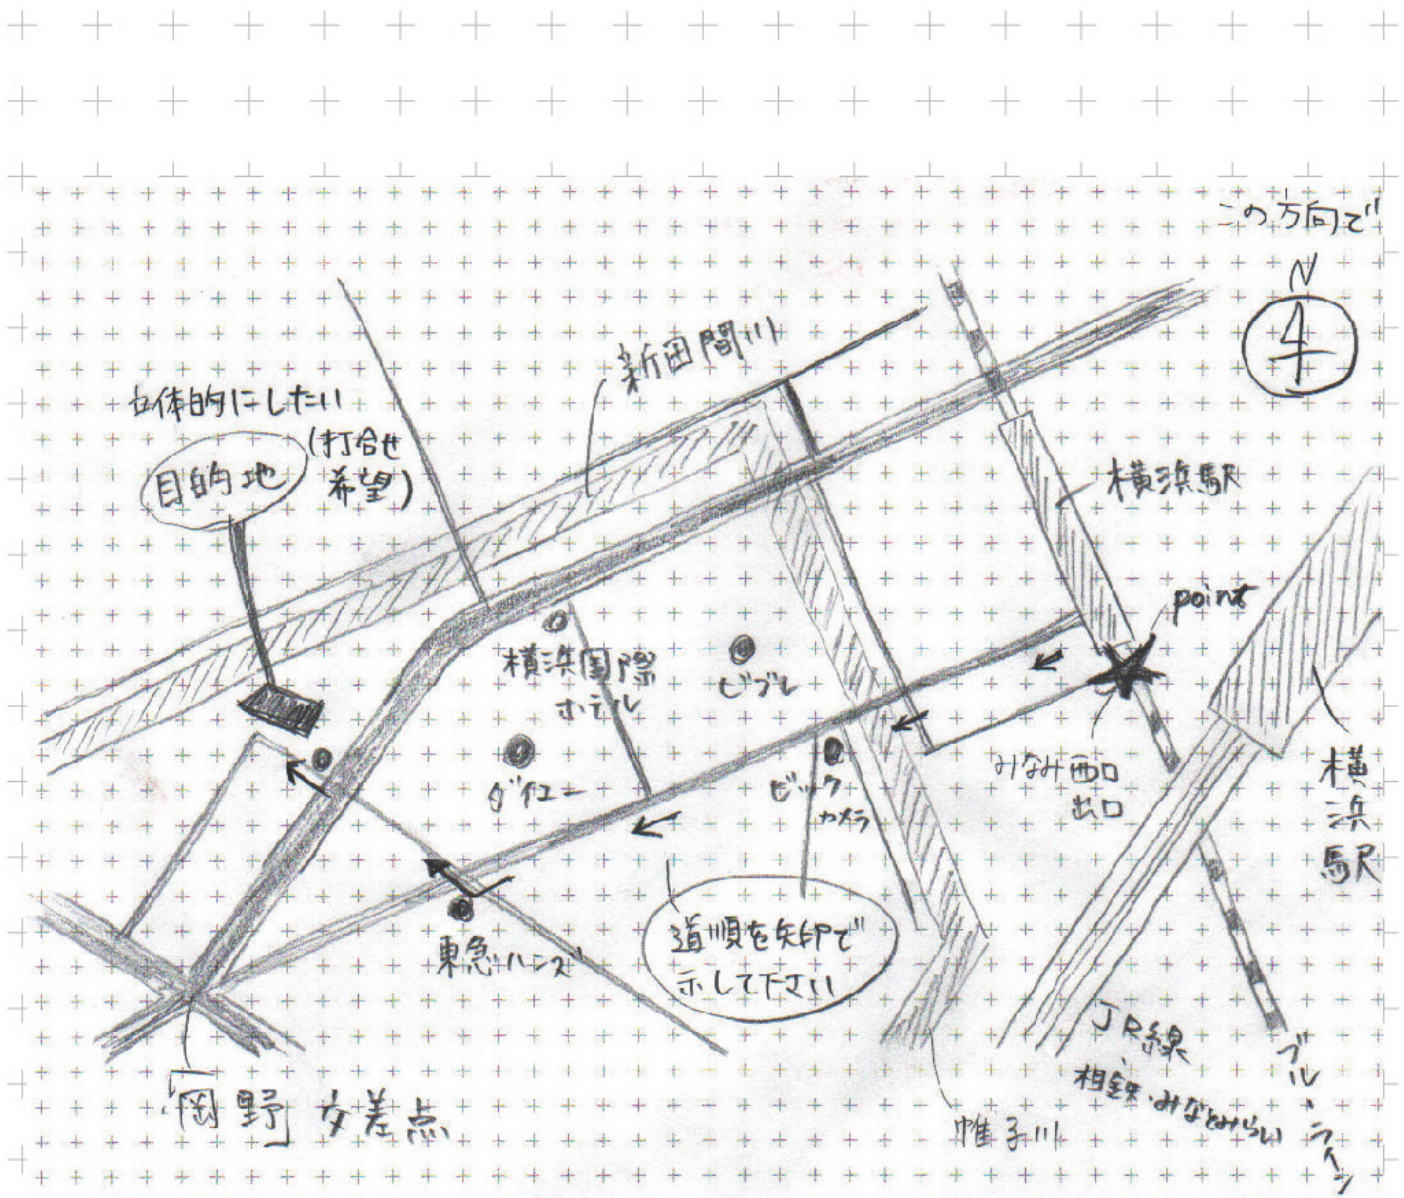 この方向で
N
新田間川
立体的にしたい
(打合せ
希望)
目的地
横浜駅
point
横浜国際
ホテル
ビブレ
ダイエー
ビック
カメラ
みなみ西口
出口
横
浜
駅
東急ハンズ
道順を矢印で
示して下さい
JR線
相鉄・みなとみらい
ブルーライン
「岡野」交差点
帷子川